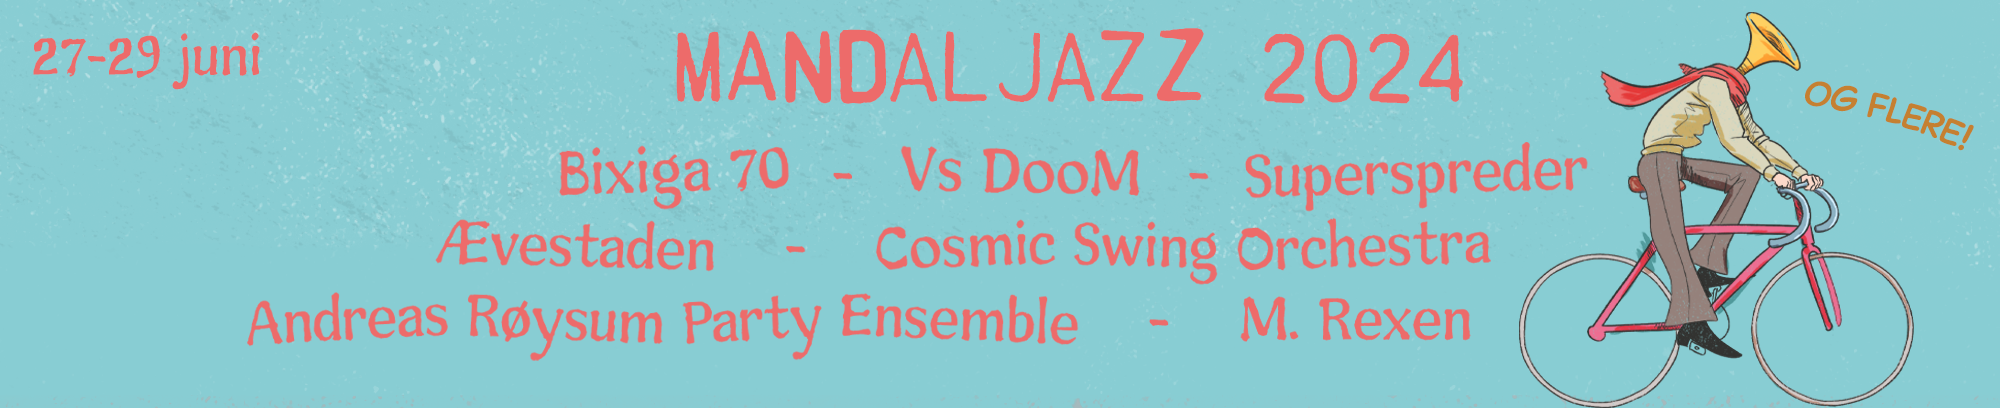 27-29 juni
MANDALJAZZ 2024
OG FLERE!
Bixiga 70 - Vs DooM - Superspreder
Ævestaden - Cosmic Swing Orchestra
Andreas Røysum Party Ensemble - M. Rexen